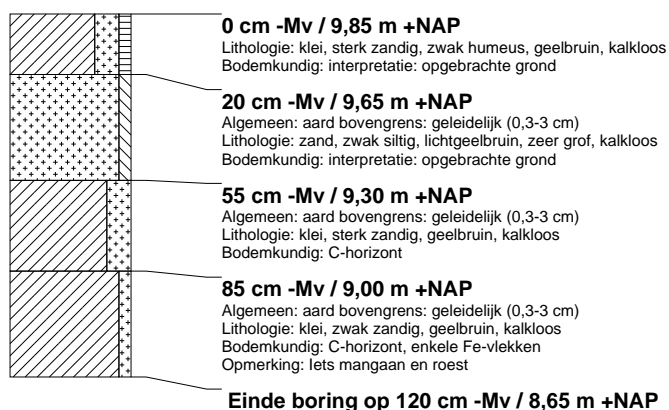 0 cm -Mv / 9,85 m +NAP
Lithologie: klei, sterk zandig, zwak humeus, geelbruin, kalkloos
Bodemkundig: interpretatie: opgebrachte grond
20 cm -Mv / 9,65 m +NAP
Algemeen: aard bovengrens: geleidelijk (0,3-3 cm)
Lithologie: zand, zwak siltig, lichtgeelbruin, zeer grof, kalkloos
Bodemkundig: interpretatie: opgebrachte grond
55 cm -Mv / 9,30 m +NAP
Algemeen: aard bovengrens: geleidelijk (0,3-3 cm)
Lithologie: klei, sterk zandig, geelbruin, kalkloos
Bodemkundig: C-horizont
85 cm -Mv / 9,00 m +NAP
Algemeen: aard bovengrens: geleidelijk (0,3-3 cm)
Lithologie: klei, zwak zandig, geelbruin, kalkloos
Bodemkundig: C-horizont, enkele Fe-vlekken
Opmerking: Iets mangaan en roest
Einde boring op 120 cm -Mv / 8,65 m +NAP